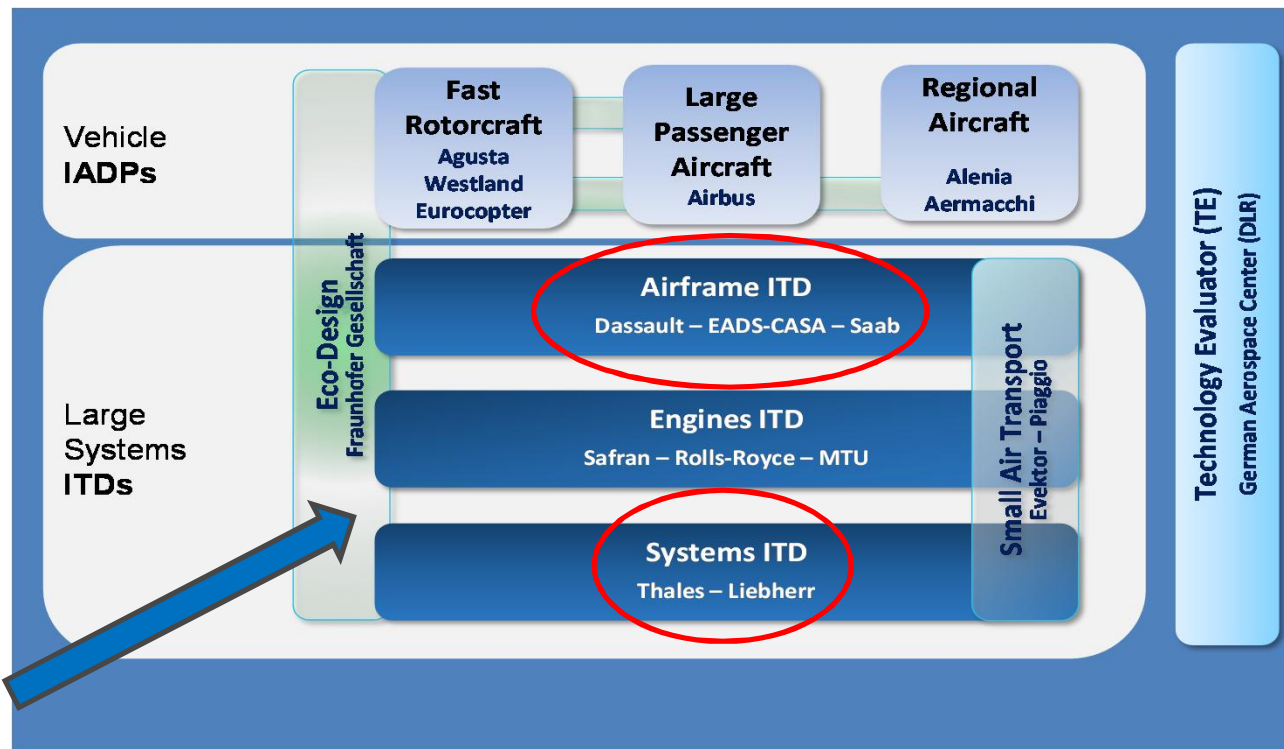 Vehicle
IADPs
Fast
Rotorcraft
Agusta
Westland
Eurocopter
Large
Passenger
Aircraft
Airbus
Regional
Aircraft
Alenia
Aermacchi
Large
Systems
ITDs
Eco-Design
Fraunhofer Gesellschaft
Airframe ITD
Dassault – EADS-CASA – Saab
Engines ITD
Safran – Rolls-Royce – MTU
Systems ITD
Thales – Liebherr
Small Air Transport
Evektor – Piaggio
Technology Evaluator (TE)
German Aerospace Center (DLR)